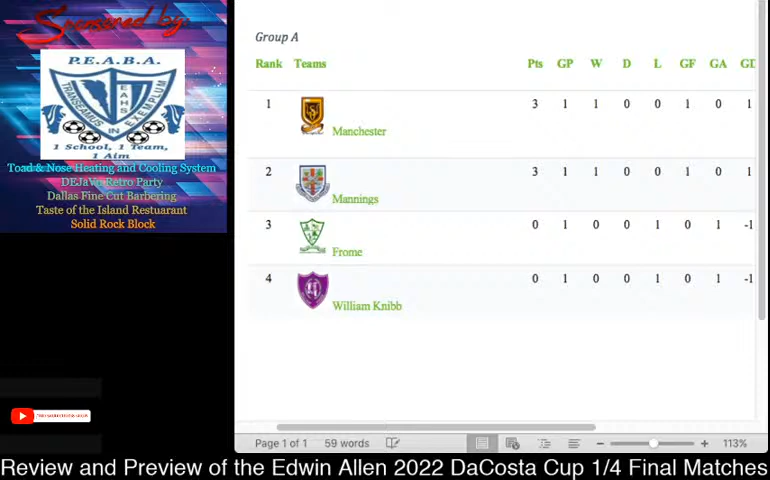 Sponsored by:
P.E.A.B.A.
TRANSEAMUS IN EXEMPLUM
EAHS
1 School, 1 Team,
1 Aim
Toad & Nose Heating and Cooling System
DEJaVu Retro Party
Dallas Fine Cut Barbering
Taste of the Island Restuarant
Solid Rock Block
Group A
Rank Teams Pts GP W D L GF GA GD
1 Manchester 3 1 1 0 0 1 0 1
2 Mannings 3 1 1 0 0 1 0 1
3 Frome 0 1 0 0 1 0 1 -1
4 William Knibb 0 1 0 0 1 0 1 -1
Page 1 of 1 59 words 113%
Review and Preview of the Edwin Allen 2022 DaCosta Cup 1/4 Final Matches